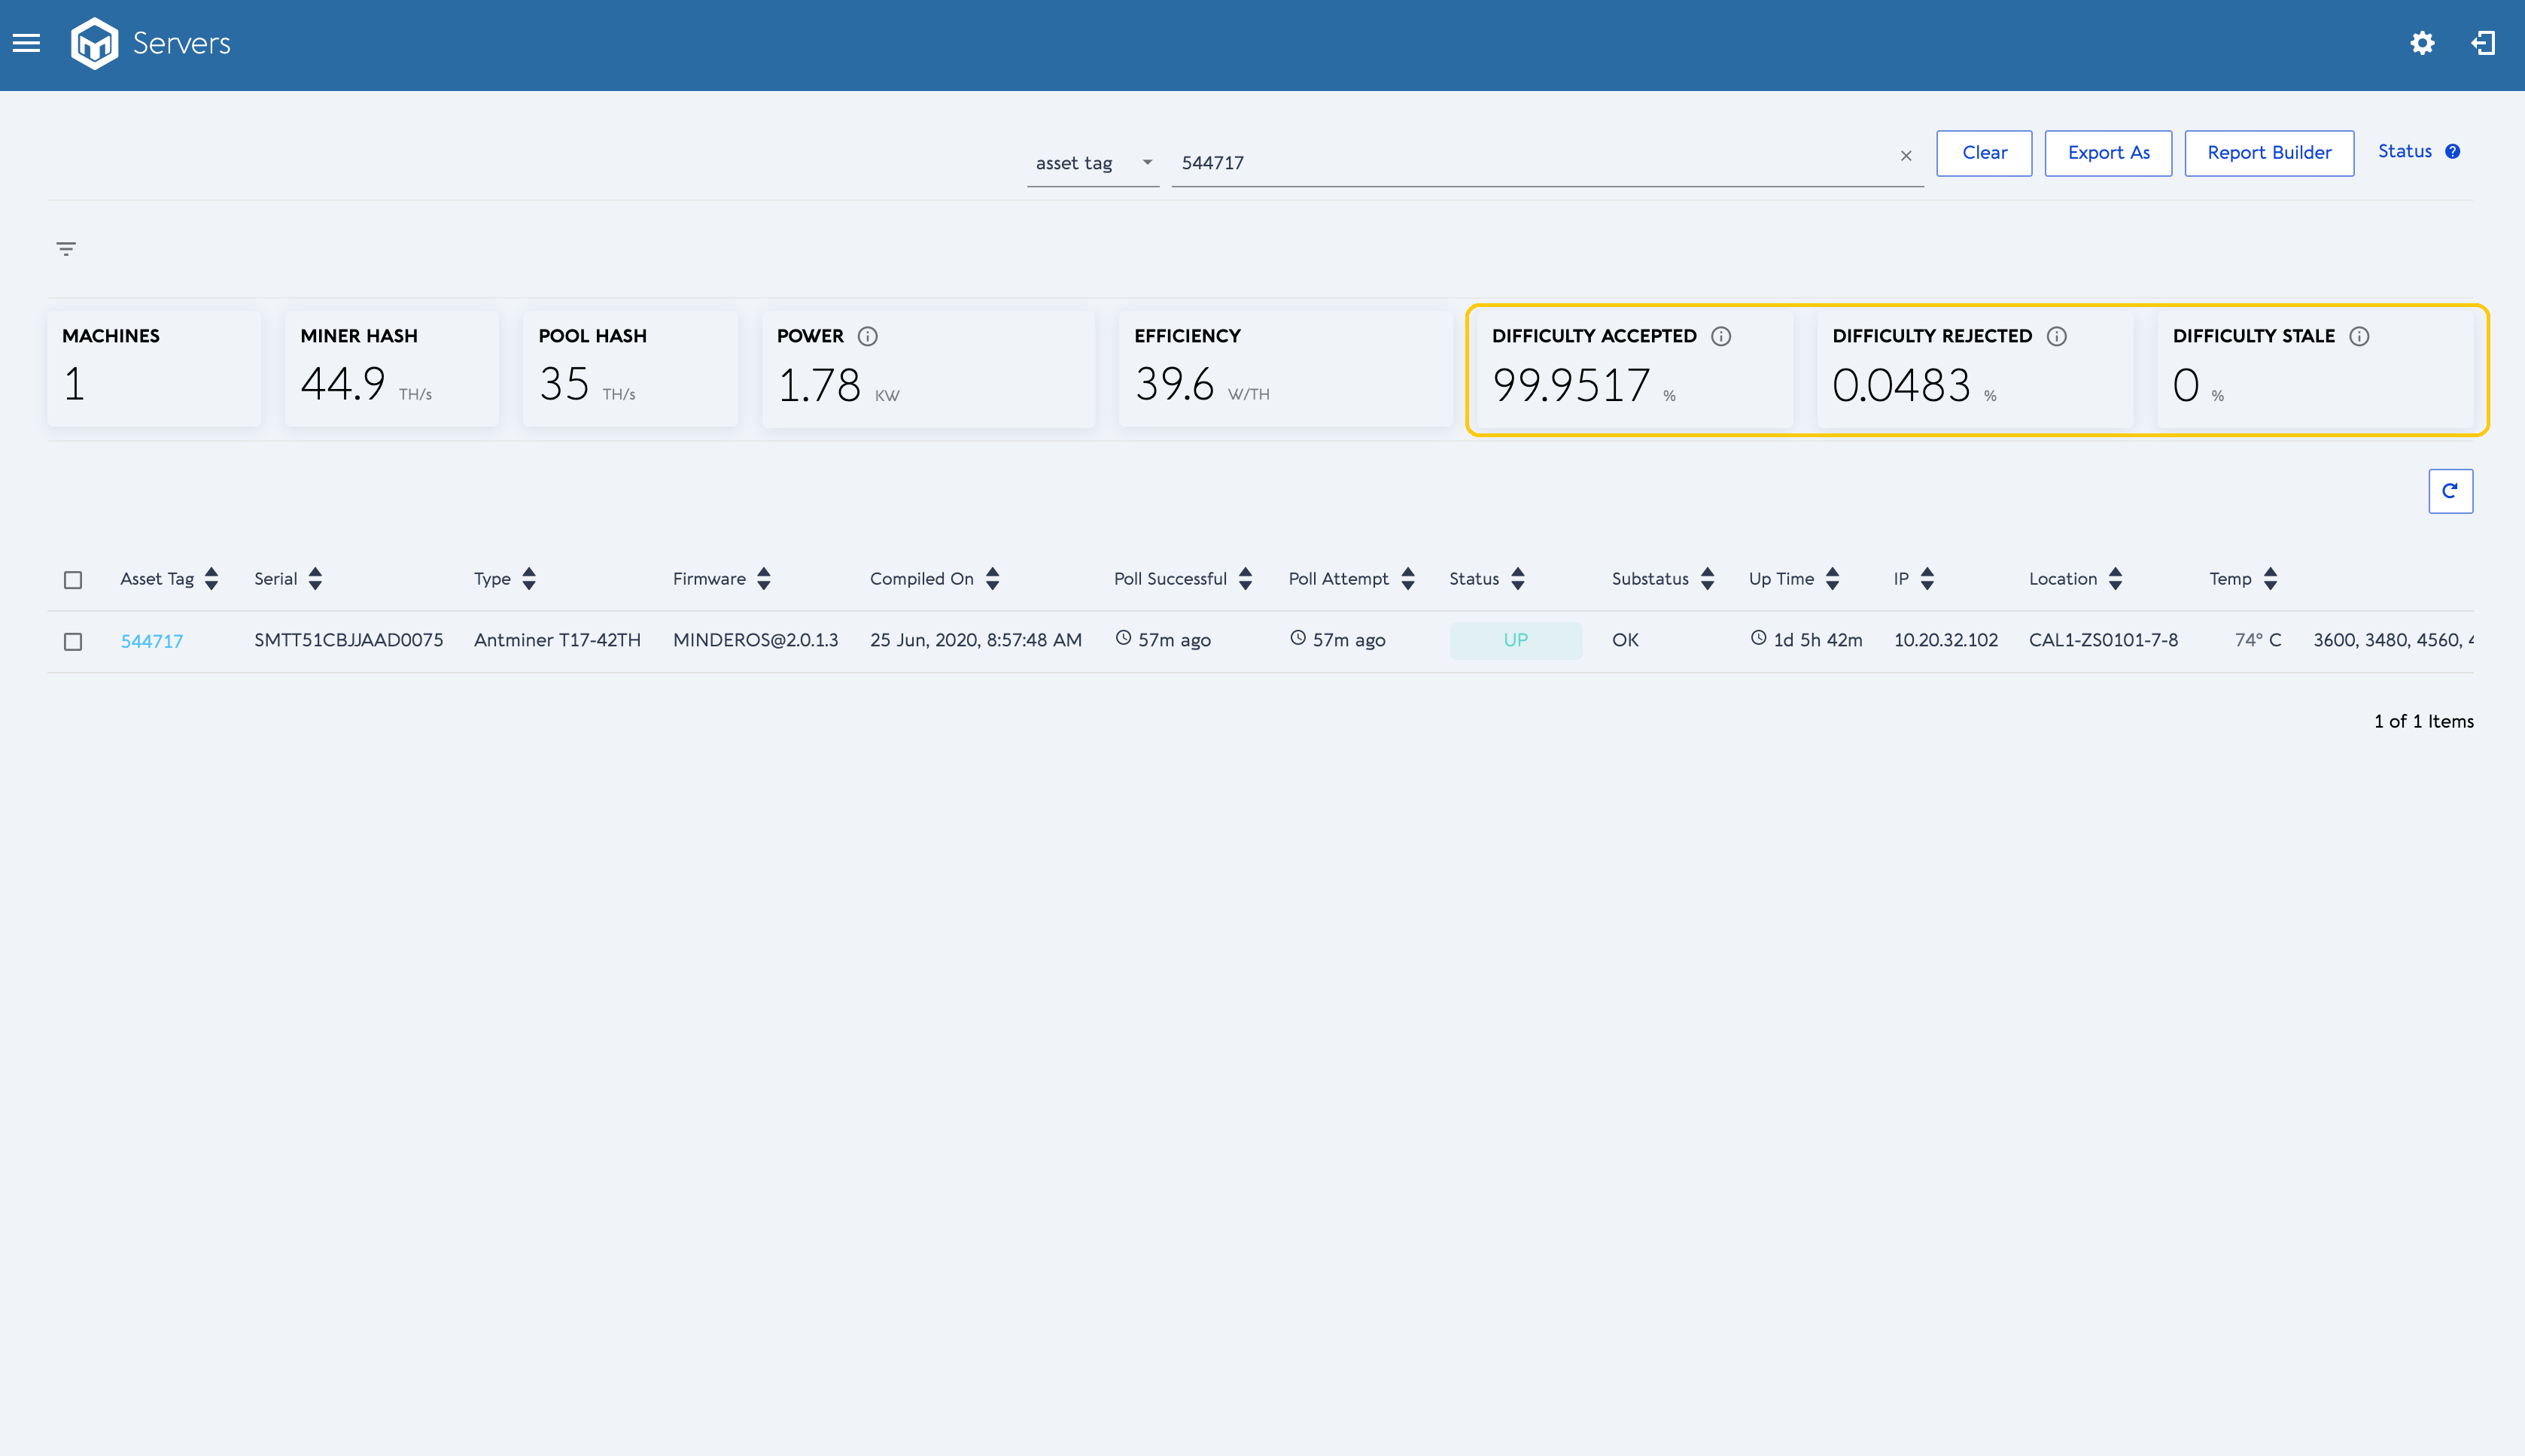 Servers
asset tag 544717 Clear Export As Report Builder Status
MACHINES MINER HASH POOL HASH POWER EFFICIENCY DIFFICULTY ACCEPTED DIFFICULTY REJECTED DIFFICULTY STALE
1 44.9 TH/s 35 TH/s 1.78 KW 39.6 W/TH 99.9517 % 0.0483 % 0 %
Asset Tag Serial Type Firmware Compiled On Poll Successful Poll Attempt Status Substatus Up Time IP Location Temp
544717 SMTT51CBJJAAD0075 Antminer T17-42TH MINDEROS@2.0.1.3 25 Jun, 2020, 8:57:48 AM 57m ago 57m ago UP OK 1d 5h 42m 10.20.32.102 CAL1-ZS0101-7-8 74° C 3600, 3480, 4560,
1 of 1 Items